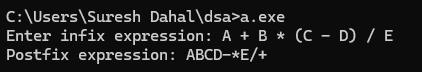 C:\Users\Suresh Dahal\dsa>a.exe
Enter infix expression: A + B * (C - D) / E
Postfix expression: ABCD-*E/+